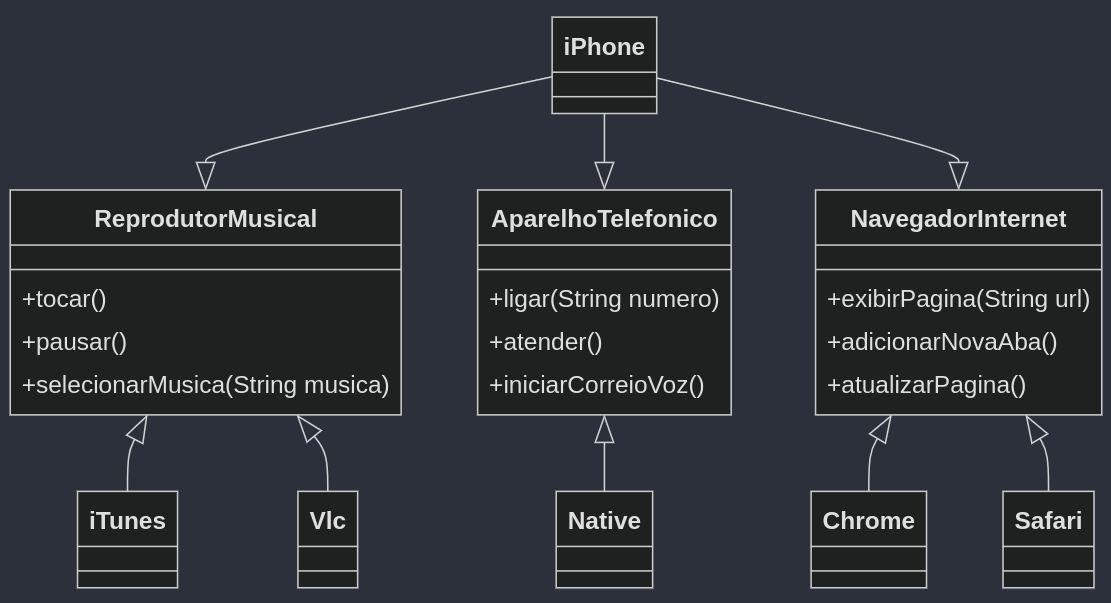 iPhone
ReprodutorMusical
+tocar()
+pausar()
+selecionarMusica(String musica)
AparelhoTelefonico
+ligar(String numero)
+atender()
+iniciarCorreioVoz()
NavegadorInternet
+exibirPagina(String url)
+adicionarNovaAba()
+atualizarPagina()
iTunes
Vlc
Native
Chrome
Safari